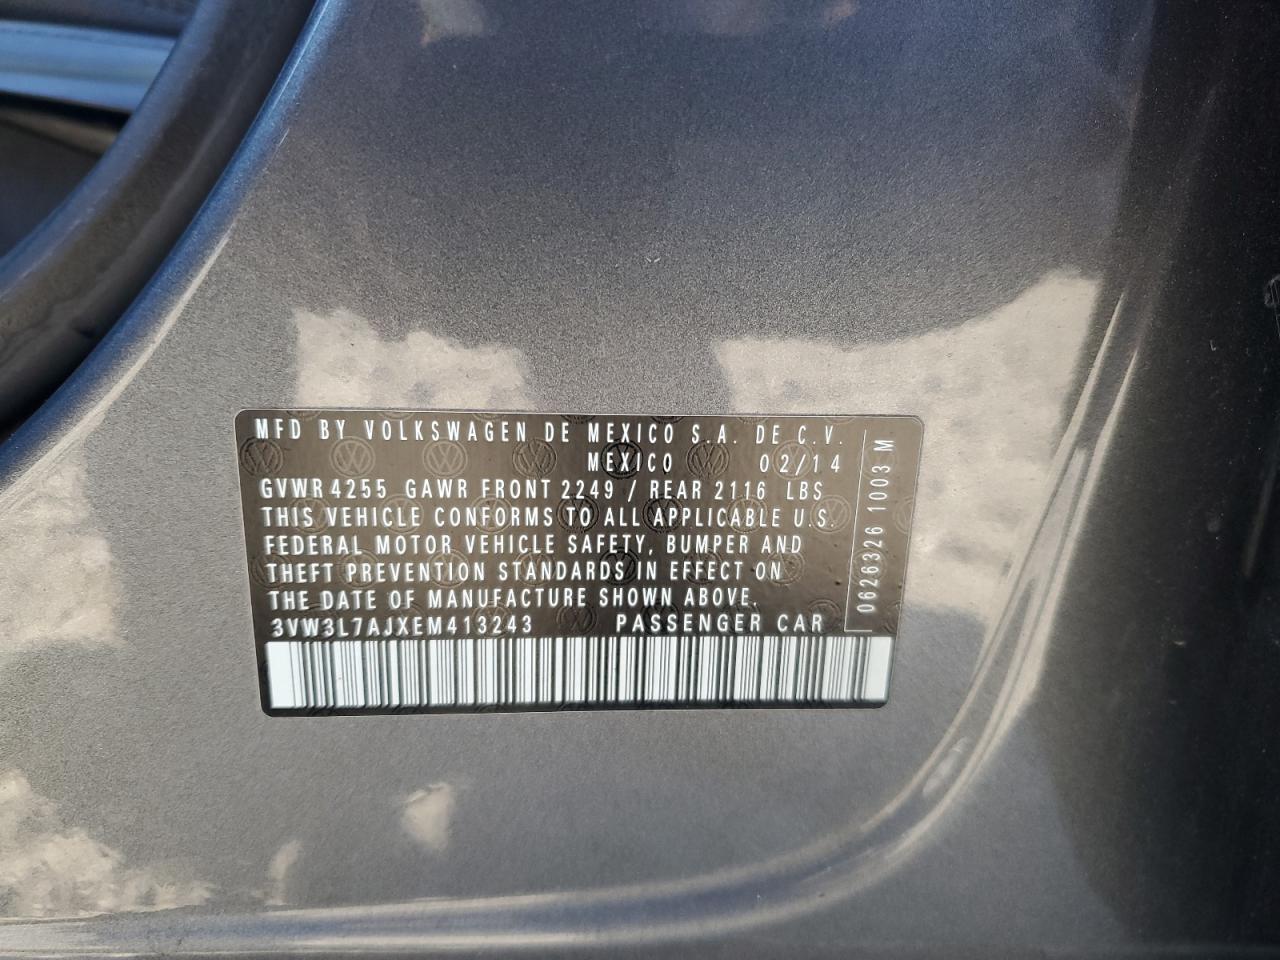 MFD BY VOLKSWAGEN DE MEXICO S.A. DE C.V.
MEXICO 02/14
GVWR 4255 GAWR FRONT 2249 / REAR 2116 LBS
THIS VEHICLE CONFORMS TO ALL APPLICABLE U.S.
FEDERAL MOTOR VEHICLE SAFETY, BUMPER AND
THEFT PREVENTION STANDARDS IN EFFECT ON
THE DATE OF MANUFACTURE SHOWN ABOVE.
3VW3L7AJXEM413243 PASSENGER CAR
0626326 1003 M